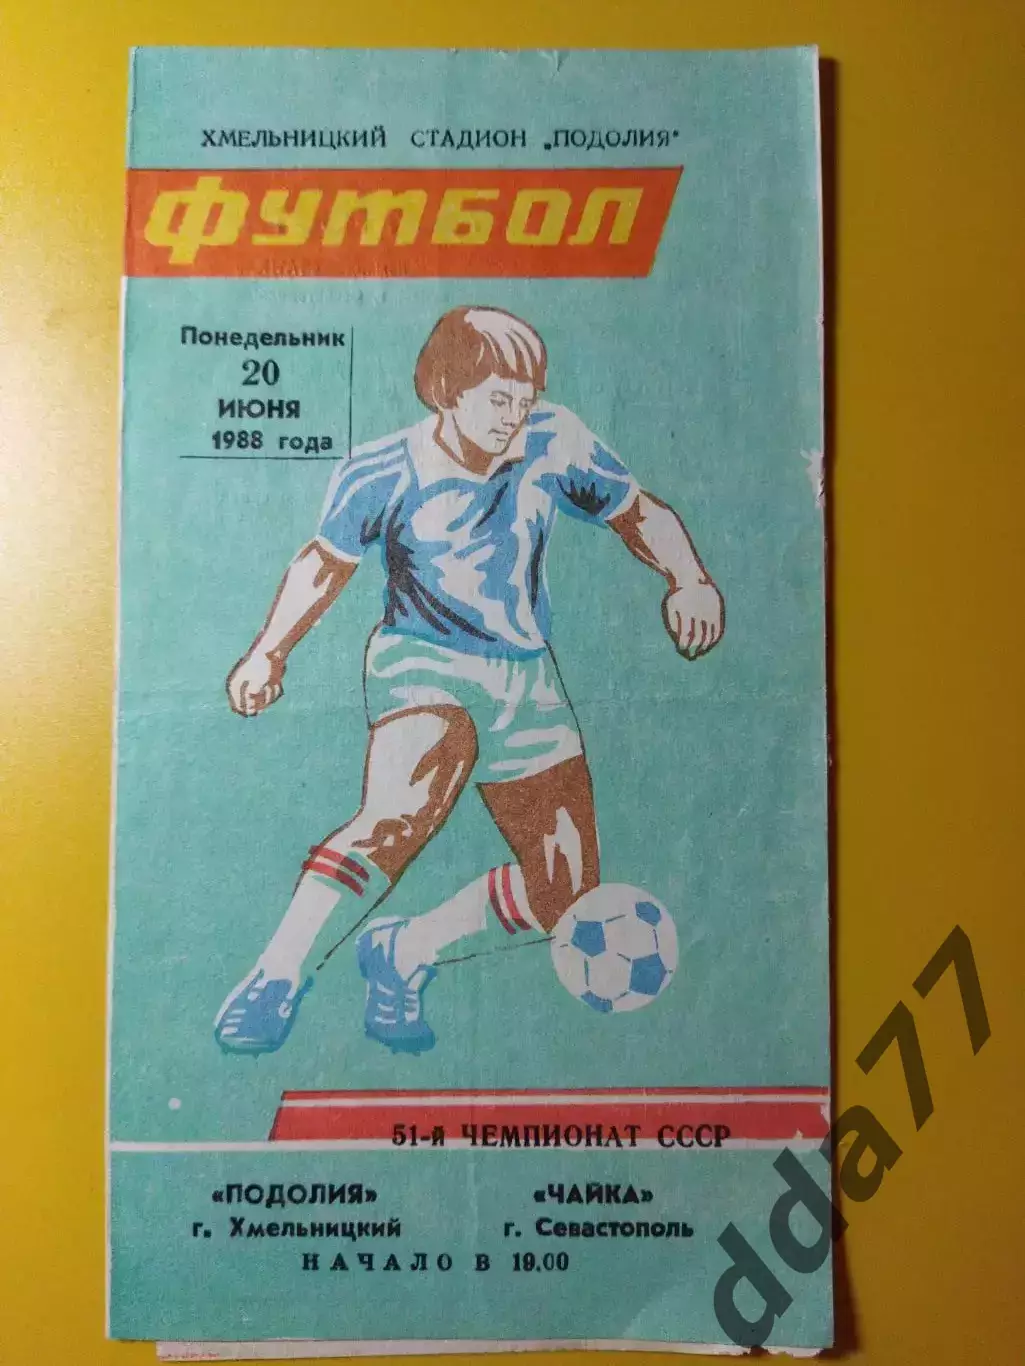 ХМЕЛЬНИЦКИЙ СТАДИОН „ПОДОЛИЯ"
ФУТБОЛ
Понедельник
20
ИЮНЯ
1988 года
51-й ЧЕМПИОНАТ СССР
«ПОДОЛИЯ» «ЧАЙКА»
г. Хмельницкий г. Севастополь
НАЧАЛО В 19.00
dda77